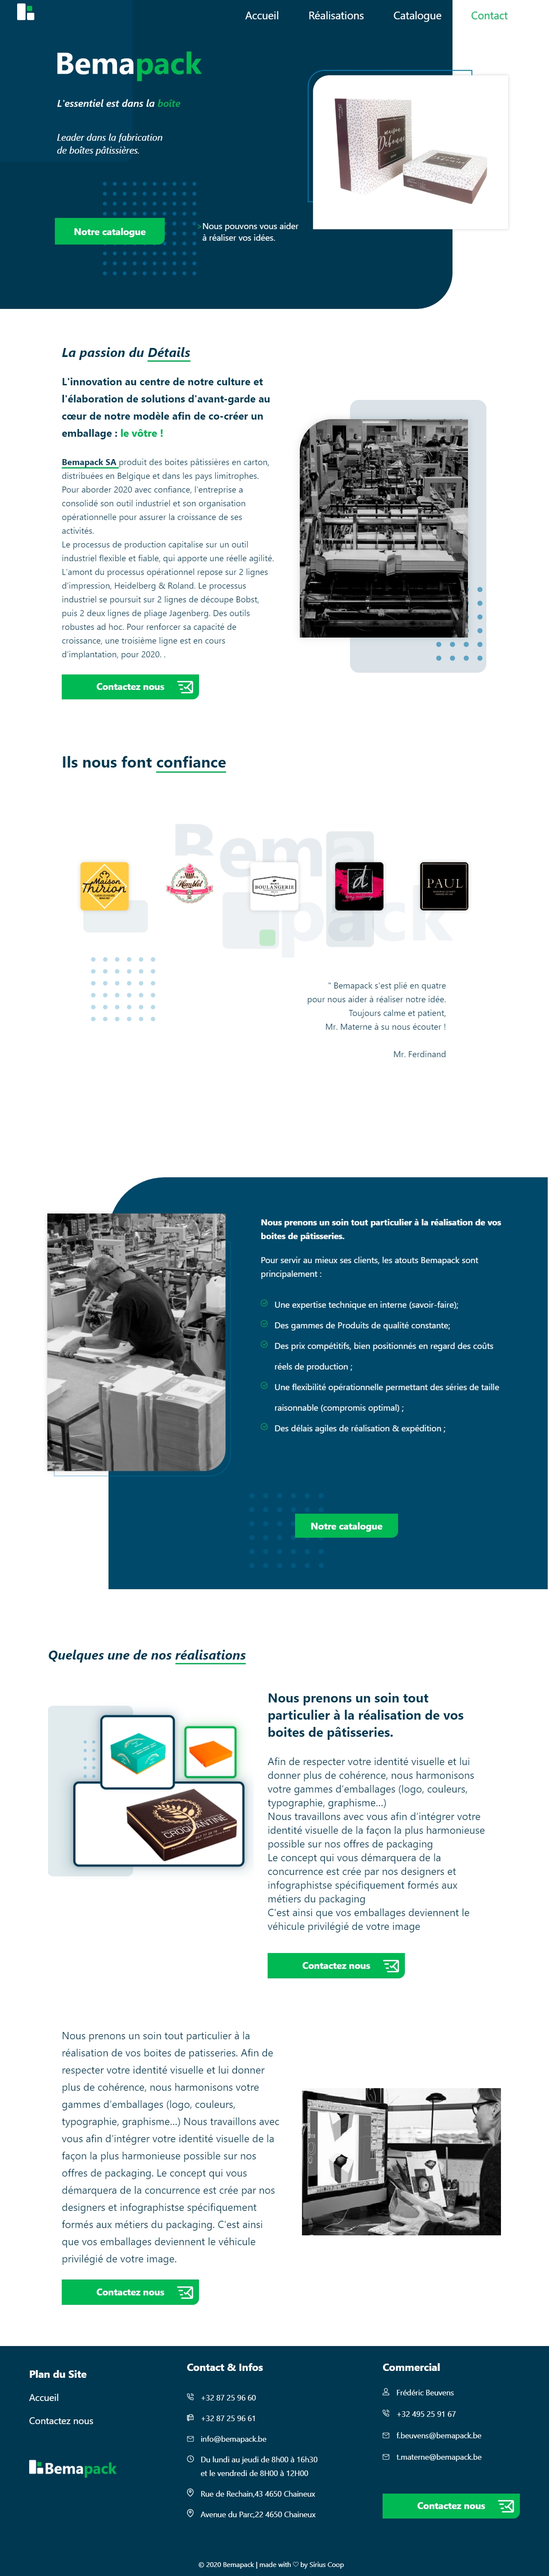 Accueil Réalisations Catalogue Contact
Bemapack
L'essentiel est dans la boîte
Leader dans la fabrication
de boîtes pâtissières.
Notre catalogue
>Nous pouvons vous aider
à réaliser vos idées.
La passion du Détails
L'innovation au centre de notre culture et
l'élaboration de solutions d'avant-garde au
cœur de notre modèle afin de co-créer un
emballage : le vôtre !
Bemapack SA produit des boites pâtissières en carton,
distribuées en Belgique et dans les pays limitrophes.
Pour aborder 2020 avec confiance, l'entreprise a
consolidé son outil industriel et son organisation
opérationnelle pour assurer la croissance de ses
activités.
Le processus de production capitalise sur un outil
industriel flexible et fiable, qui apporte une réelle agilité.
L'amont du processus opérationnel repose sur 2 lignes
d'impression, Heidelberg & Roland. Le processus
industriel se poursuit sur 2 lignes de découpe Bobst,
puis 2 deux lignes de pliage Jagenberg. Des outils
robustes ad hoc. Pour renforcer sa capacité de
croissance, une troisième ligne est en cours
d'implantation, pour 2020. .
Contactez nous
Ils nous font confiance
Bema
pack
Maison
Thirion
BOULANGERIE
d
PAUL
" Bemapack s'est plié en quatre
pour nous aider à réaliser notre idée.
Toujours calme et patient,
Mr. Materne à su nous écouter !
Mr. Ferdinand
Nous prenons un soin tout particulier à la réalisation de vos
boites de pâtisseries.
Pour servir au mieux ses clients, les atouts Bemapack sont
principalement :
Une expertise technique en interne (savoir-faire);
Des gammes de Produits de qualité constante;
Des prix compétitifs, bien positionnés en regard des coûts
réels de production ;
Une flexibilité opérationnelle permettant des séries de taille
raisonnable (compromis optimal) ;
Des délais agiles de réalisation & expédition ;
Notre catalogue
Quelques une de nos réalisations
CROQUANTINE
Nous prenons un soin tout
particulier à la réalisation de vos
boites de pâtisseries.
Afin de respecter votre identité visuelle et lui
donner plus de cohérence, nous harmonisons
votre gammes d'emballages (logo, couleurs,
typographie, graphisme...)
Nous travaillons avec vous afin d'intégrer votre
identité visuelle de la façon la plus harmonieuse
possible sur nos offres de packaging
Le concept qui vous démarquera de la
concurrence est crée par nos designers et
infographistse spécifiquement formés aux
métiers du packaging
C'est ainsi que vos emballages deviennent le
véhicule privilégié de votre image
Contactez nous
Nous prenons un soin tout particulier à la
réalisation de vos boites de patisseries. Afin de
respecter votre identité visuelle et lui donner
plus de cohérence, nous harmonisons votre
gammes d'emballages (logo, couleurs,
typographie, graphisme...) Nous travaillons avec
vous afin d'intégrer votre identité visuelle de la
façon la plus harmonieuse possible sur nos
offres de packaging. Le concept qui vous
démarquera de la concurrence est crée par nos
designers et infographistse spécifiquement
formés aux métiers du packaging. C'est ainsi
que vos emballages deviennent le véhicule
privilégié de votre image.
Contactez nous
Plan du Site
Accueil
Contactez nous
Bemapack
Contact & Infos
+32 87 25 96 60
+32 87 25 96 61
info@bemapack.be
Du lundi au jeudi de 8h00 à 16h30
et le vendredi de 8H00 à 12H00
Rue de Rechain,43 4650 Chaineux
Avenue du Parc,22 4650 Chaineux
Commercial
Frédéric Beuvens
+32 495 25 91 67
f.beuvens@bemapack.be
t.materne@bemapack.be
Contactez nous
© 2020 Bemapack | made with ♡ by Sirius Coop